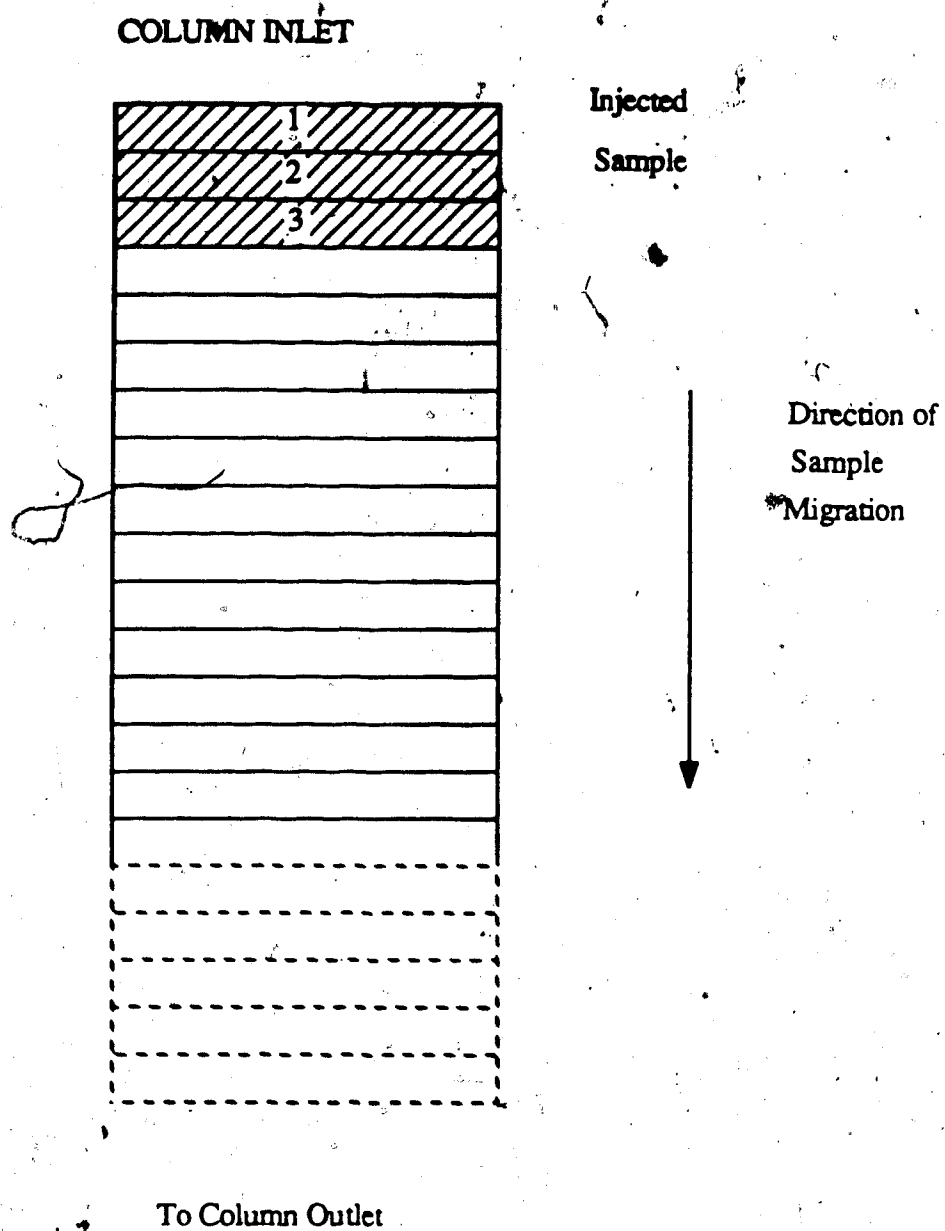 COLUMN INLET
Injected
Sample
1
2
3
Direction of
Sample
Migration
To Column Outlet